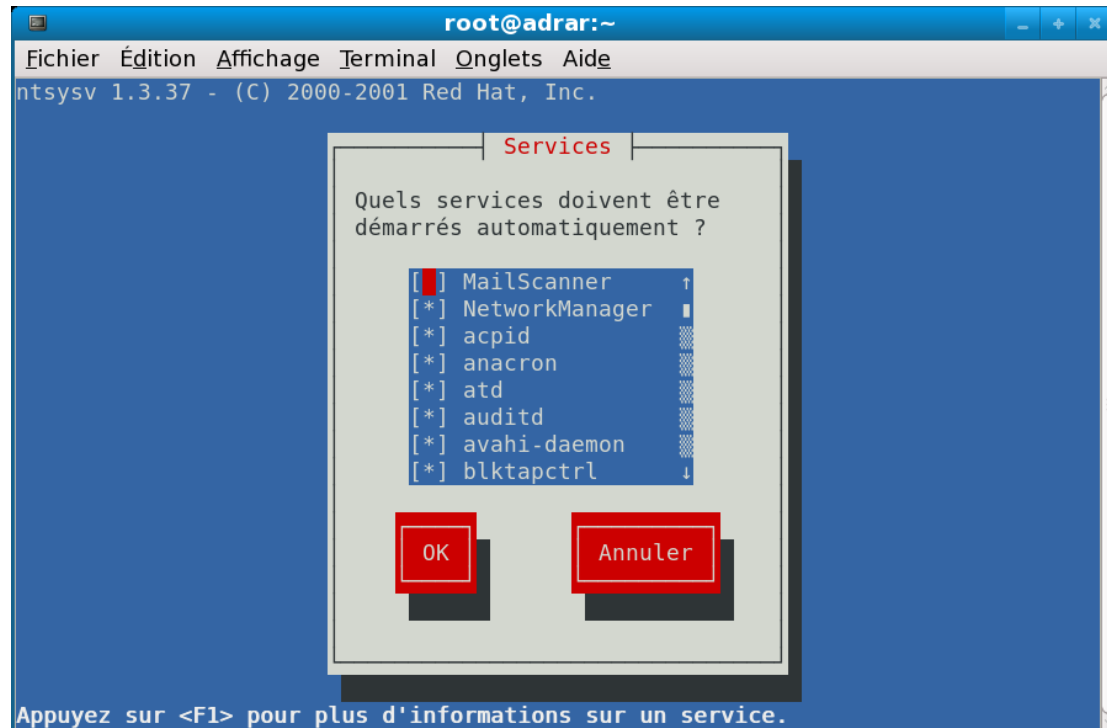 root@adrar:~
Fichier Édition Affichage Terminal Onglets Aide
ntsysv 1.3.37 - (C) 2000-2001 Red Hat, Inc.
Services
Quels services doivent être
démarrés automatiquement ?
[ ] MailScanner
[*] NetworkManager
[*] acpid
[*] anacron
[*] atd
[*] auditd
[*] avahi-daemon
[*] blktapctrl
OK Annuler
Appuyez sur <F1> pour plus d'informations sur un service.